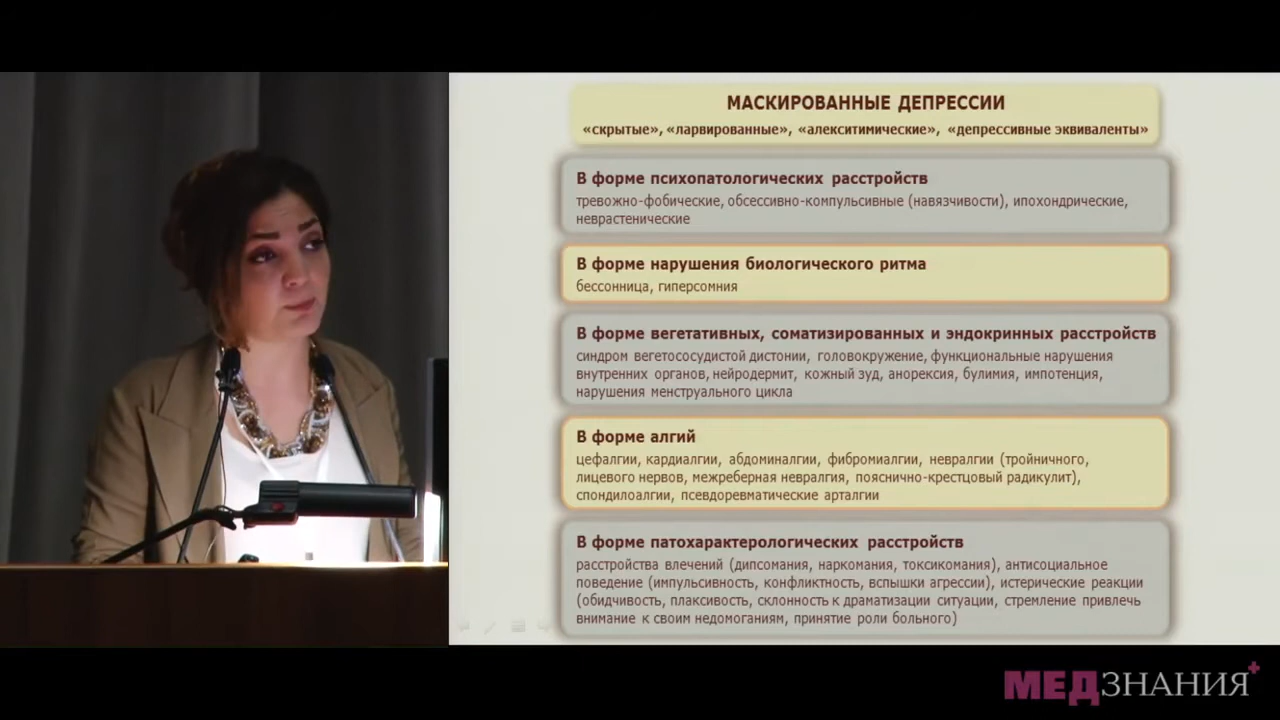 МАСКИРОВАННЫЕ ДЕПРЕССИИ
«скрытые», «ларвированные», «алекситимические», «депрессивные эквиваленты»
В форме психопатологических расстройств
тревожно-фобические, обсессивно-компульсивные (навязчивости), ипохондрические,
неврастенические
В форме нарушения биологического ритма
бессонница, гиперсомния
В форме вегетативных, соматизированных и эндокринных расстройств
синдром вегетососудистой дистонии, головокружение, функциональные нарушения
внутренних органов, нейродермит, кожный зуд, анорексия, булимия, импотенция,
нарушения менструального цикла
В форме алгий
цефалгии, кардиалгии, абдоминалгии, фибромиалгии, невралгии (тройничного,
лицевого нервов, межреберная невралгия, пояснично-крестцовый радикулит),
спондилоалгии, псевдоревматические арталгии
В форме патохарактерологических расстройств
расстройства влечений (дипсомания, наркомания, токсикомания), антисоциальное
поведение (импульсивность, конфликтность, вспышки агрессии), истерические реакции
(обидчивость, плаксивость, склонность к драматизации ситуации, стремление привлечь
внимание к своим недомоганиям, принятие роли больного)
МЕДЗНАНИЯ+